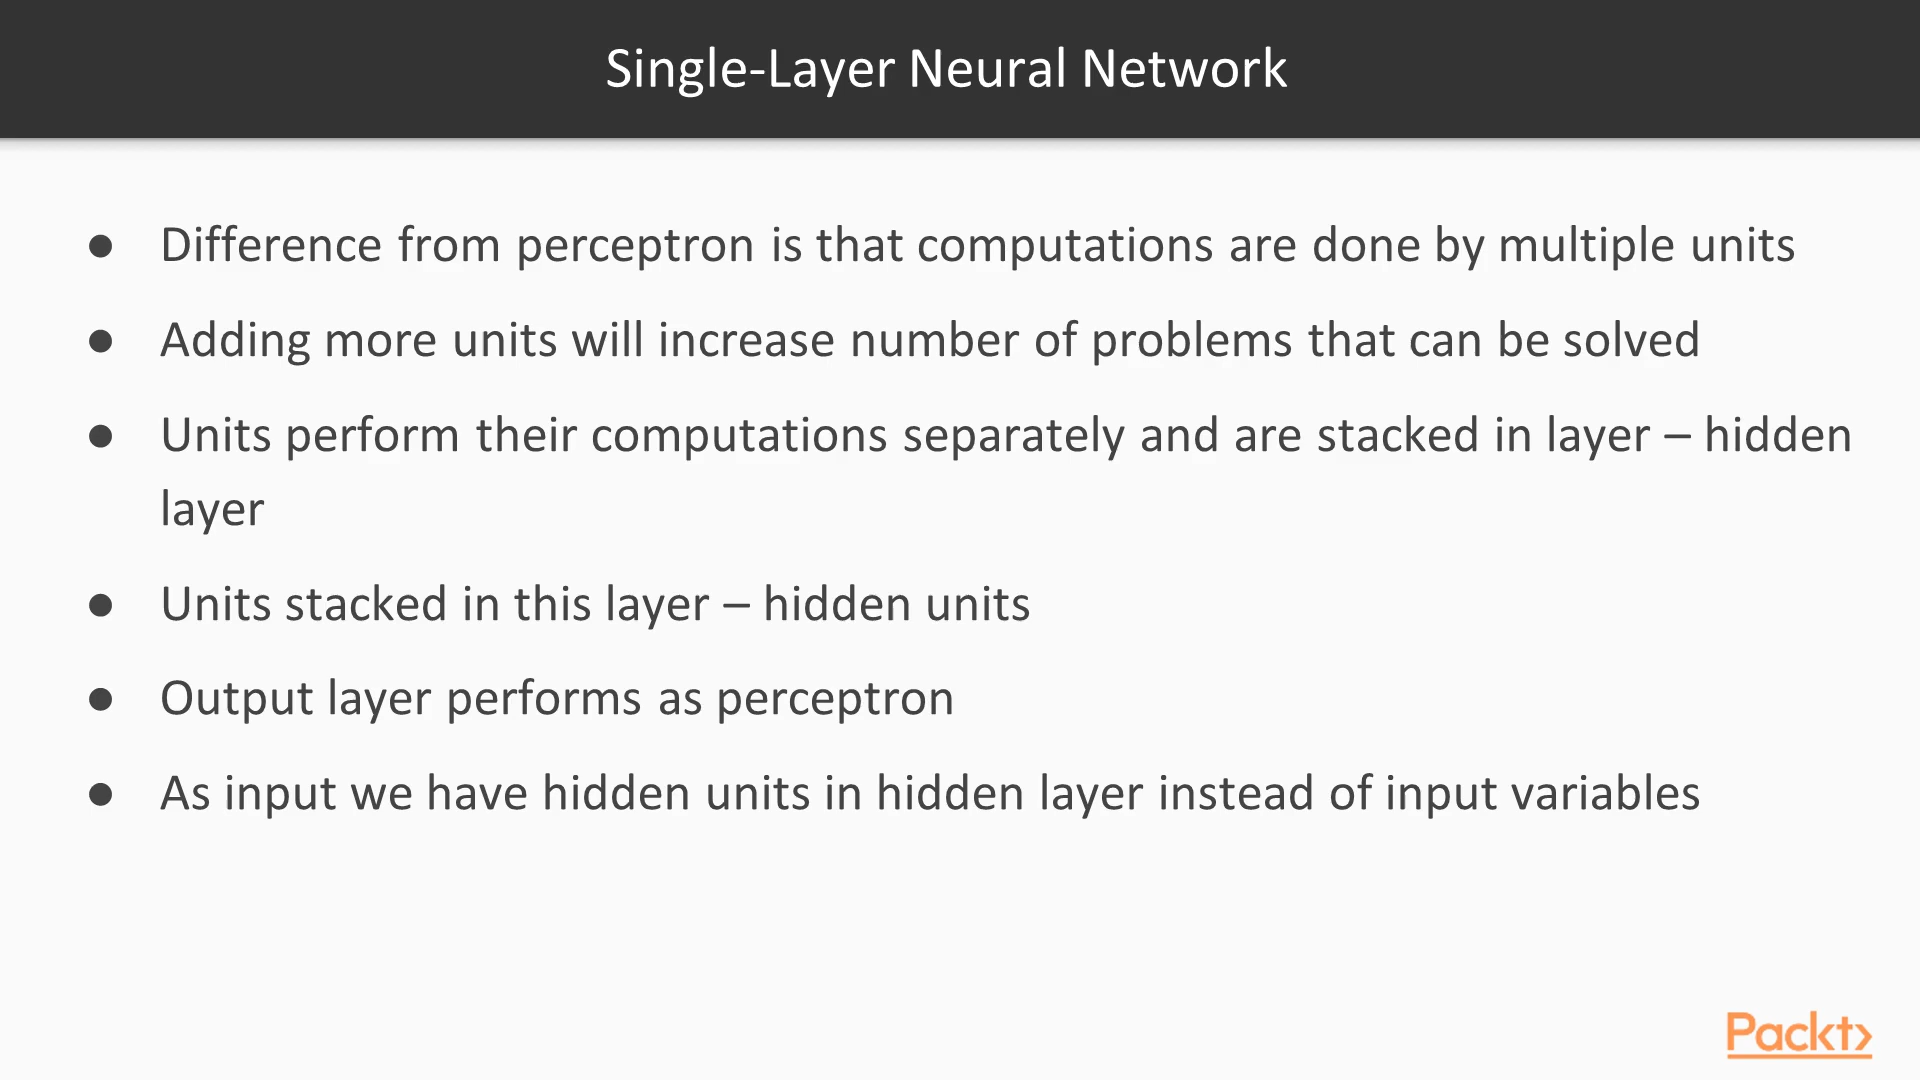 Single-Layer Neural Network
● Difference from perceptron is that computations are done by multiple units
● Adding more units will increase number of problems that can be solved
● Units perform their computations separately and are stacked in layer – hidden
layer
● Units stacked in this layer – hidden units
● Output layer performs as perceptron
● As input we have hidden units in hidden layer instead of input variables
Packt>